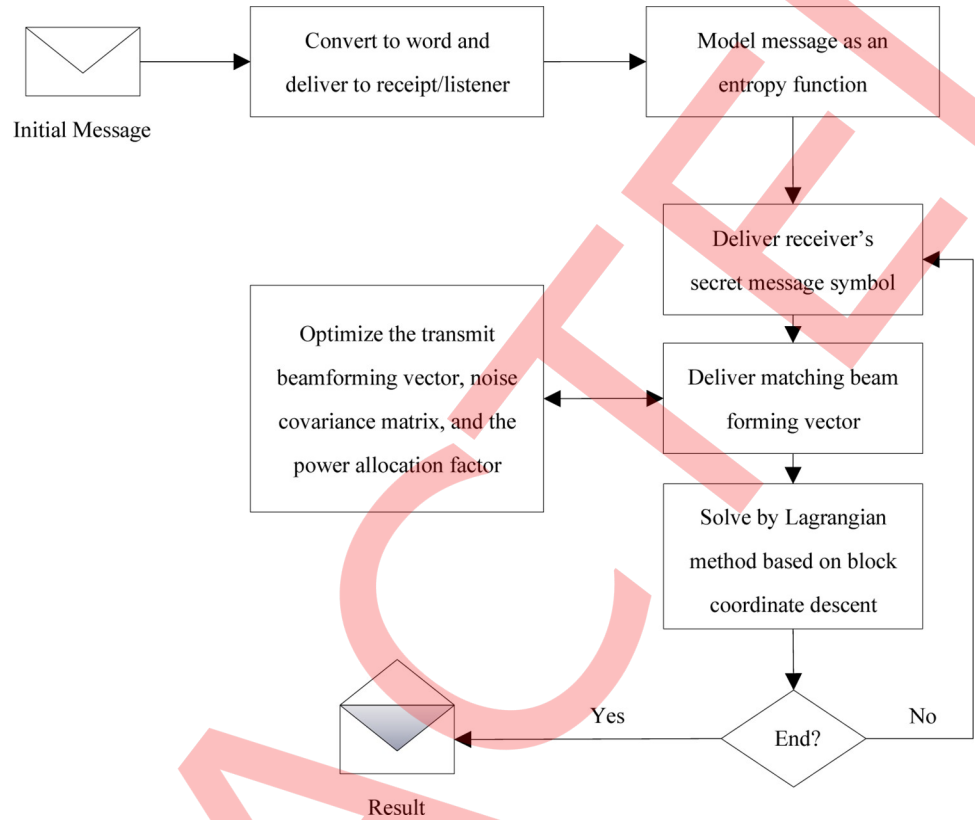 Convert to word and
deliver to receipt/listener
Model message as an
entropy function
Initial Message
Deliver receiver's
secret message symbol
Optimize the transmit
beamforming vector, noise
covariance matrix, and the
power allocation factor
Deliver matching beam
forming vector
Solve by Lagrangian
method based on block
coordinate descent
Yes
No
End?
Result
ACTE